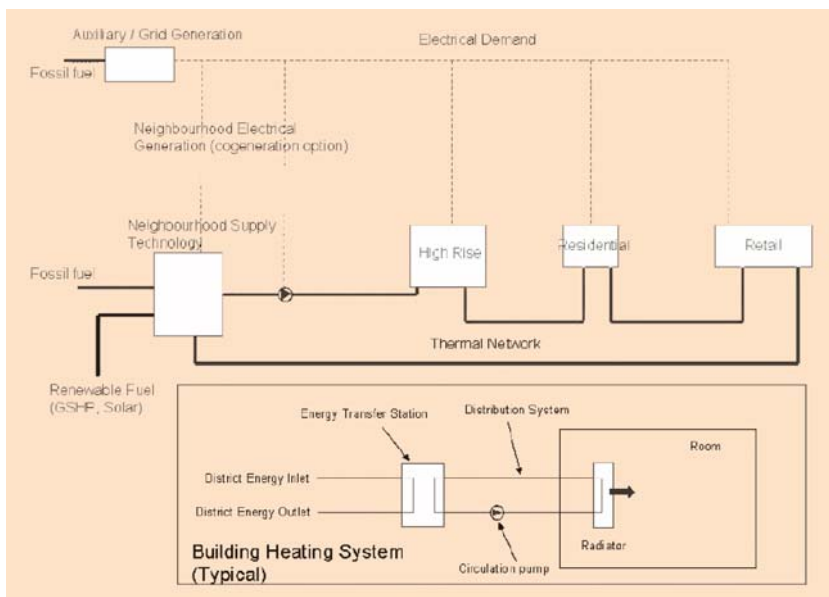 Auxiliary / Grid Generation
Electrical Demand
Fossil fuel
Neighbourhood Electrical
Generation (cogeneration option)
Neighbourhood Supply
Technology
High Rise
Residential
Retail
Fossil fuel
Thermal Network
Renewable Fuel
(GSHP, Solar)
Energy Transfer Station
Distribution System
Room
District Energy Inlet
District Energy Outlet
Radiator
Building Heating System
(Typical)
Circulation pump